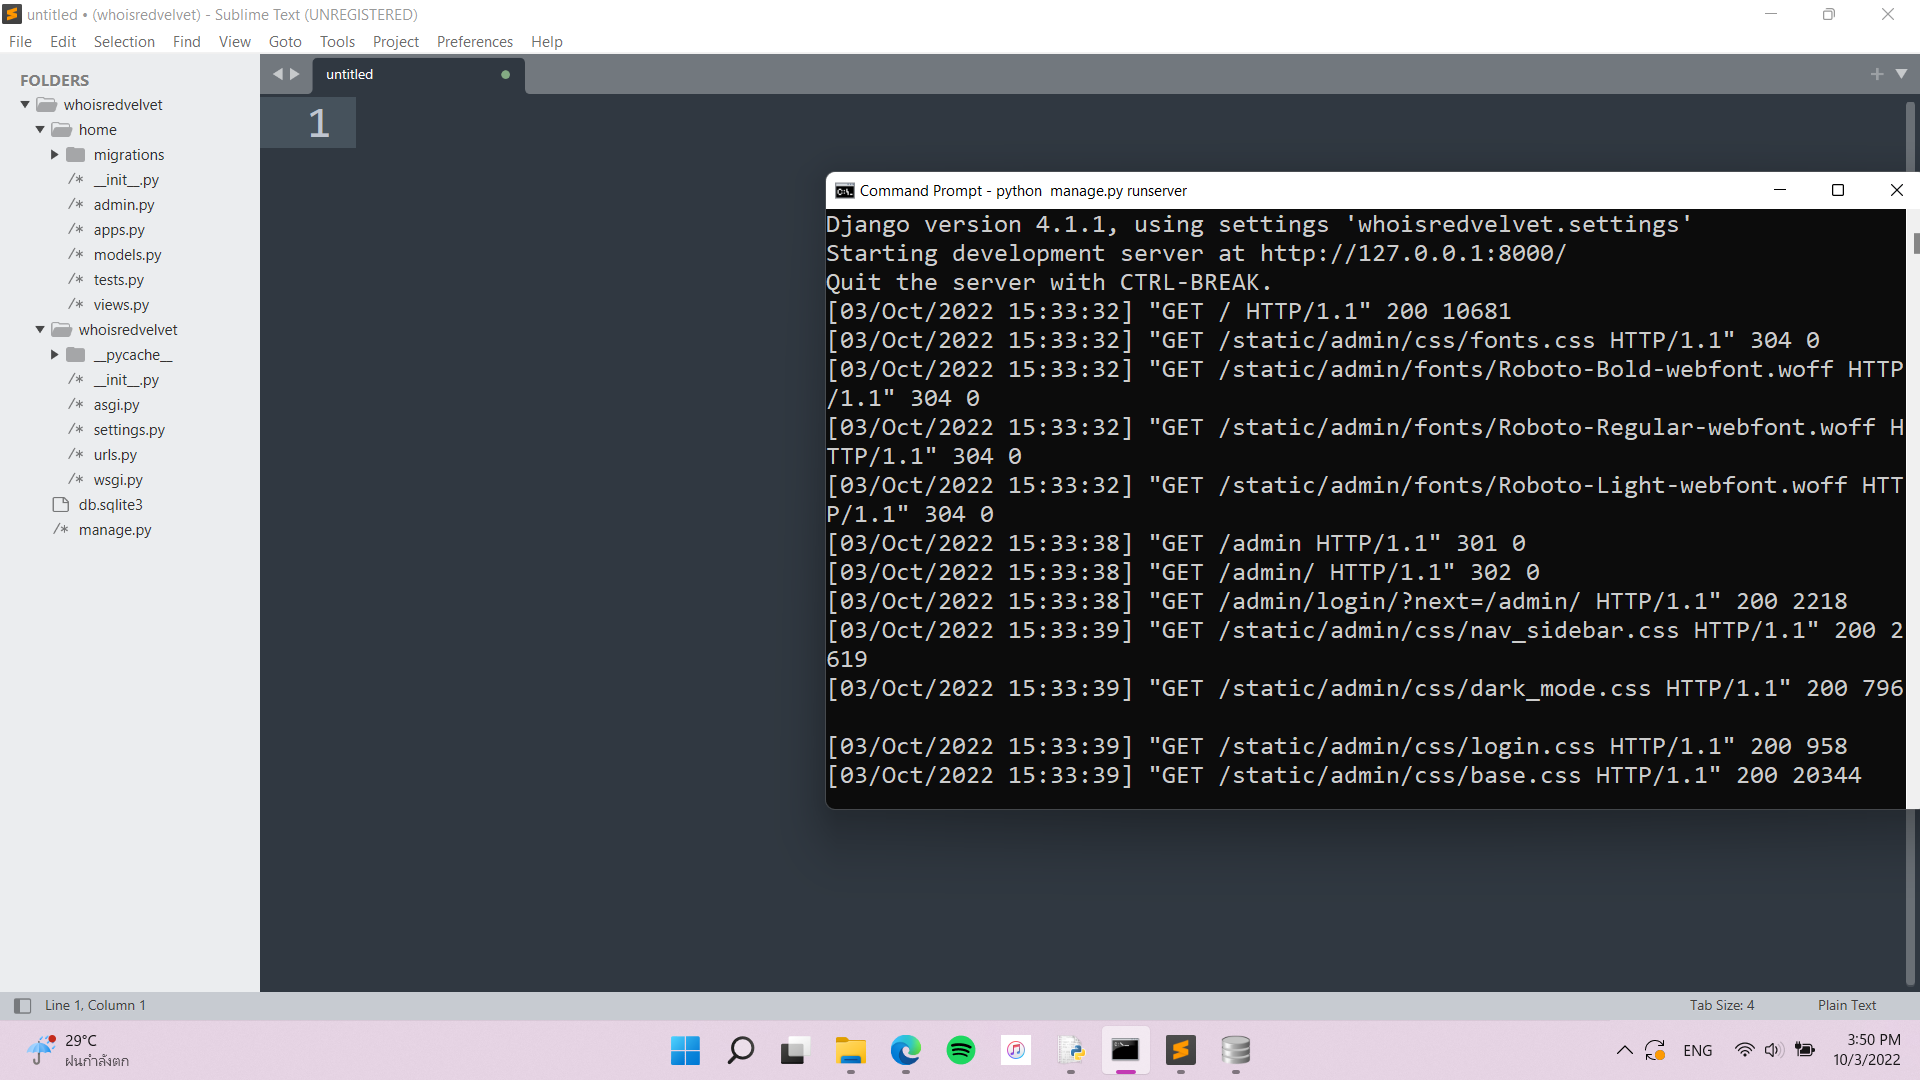 untitled • (whoisredvelvet) - Sublime Text (UNREGISTERED)
File Edit Selection Find View Goto Tools Project Preferences Help
FOLDERS
whoisredvelvet
home
migrations
/* __init__.py
/* admin.py
/* apps.py
/* models.py
/* tests.py
/* views.py
whoisredvelvet
__pycache__
/* __init__.py
/* asgi.py
/* settings.py
/* urls.py
/* wsgi.py
db.sqlite3
/* manage.py
untitled
1
Command Prompt - python  manage.py runserver
Django version 4.1.1, using settings 'whoisredvelvet.settings'
Starting development server at http://127.0.0.1:8000/
Quit the server with CTRL-BREAK.
[03/Oct/2022 15:33:32] "GET / HTTP/1.1" 200 10681
[03/Oct/2022 15:33:32] "GET /static/admin/css/fonts.css HTTP/1.1" 304 0
[03/Oct/2022 15:33:32] "GET /static/admin/fonts/Roboto-Bold-webfont.woff HTTP
/1.1" 304 0
[03/Oct/2022 15:33:32] "GET /static/admin/fonts/Roboto-Regular-webfont.woff H
TTP/1.1" 304 0
[03/Oct/2022 15:33:32] "GET /static/admin/fonts/Roboto-Light-webfont.woff HTT
P/1.1" 304 0
[03/Oct/2022 15:33:38] "GET /admin HTTP/1.1" 301 0
[03/Oct/2022 15:33:38] "GET /admin/ HTTP/1.1" 302 0
[03/Oct/2022 15:33:38] "GET /admin/login/?next=/admin/ HTTP/1.1" 200 2218
[03/Oct/2022 15:33:39] "GET /static/admin/css/nav_sidebar.css HTTP/1.1" 200 2
619
[03/Oct/2022 15:33:39] "GET /static/admin/css/dark_mode.css HTTP/1.1" 200 796
[03/Oct/2022 15:33:39] "GET /static/admin/css/login.css HTTP/1.1" 200 958
[03/Oct/2022 15:33:39] "GET /static/admin/css/base.css HTTP/1.1" 200 20344
Line 1, Column 1
Tab Size: 4
Plain Text
29°C
ฝนกำลังตก
ENG
3:50 PM
10/3/2022